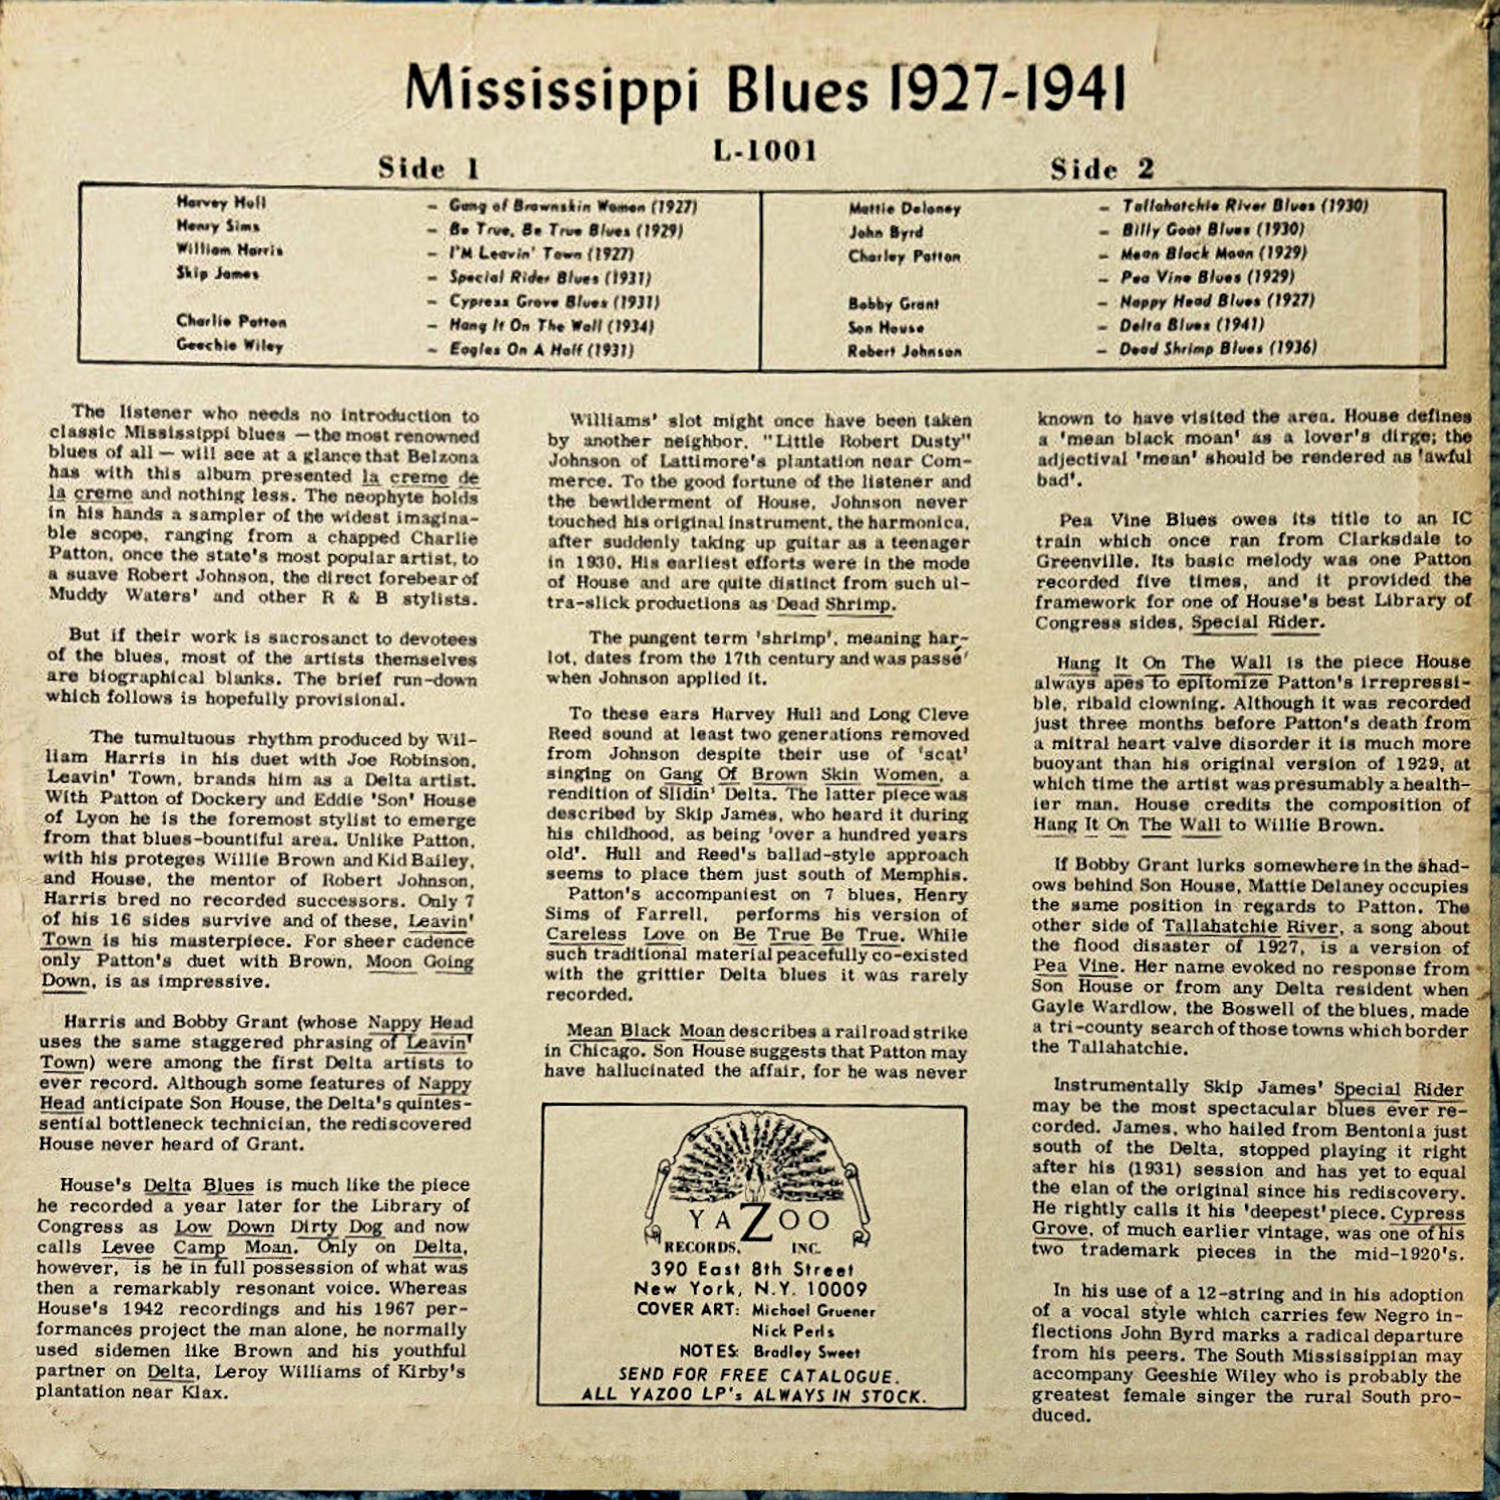 Mississippi Blues 1927-1941
L-1001
Side 1
Harvey Hull – Gang of Brownskin Women (1927)
Henry Sims – Be True, Be True Blues (1929)
William Harris – I'M Leavin' Town (1927)
Skip James – Special Rider Blues (1931)
– Cypress Grove Blues (1931)
Charlie Patton – Hang It On The Wall (1934)
Geechie Wiley – Eagles On A Half (1931)
Side 2
Mattie Delaney – Tallahatchie River Blues (1930)
John Byrd – Billy Goat Blues (1930)
Charley Patton – Mean Black Moan (1929)
– Pea Vine Blues (1929)
Bobby Grant – Nappy Head Blues (1927)
Son House – Delta Blues (1941)
Robert Johnson – Dead Shrimp Blues (1936)
The listener who needs no introduction to
classic Mississippi blues — the most renowned
blues of all — will see at a glance that Belzona
has with this album presented la creme de
la creme and nothing less. The neophyte holds
in his hands a sampler of the widest imagina-
ble scope, ranging from a chapped Charlie
Patton, once the state's most popular artist, to
a suave Robert Johnson, the direct forebear of
Muddy Waters' and other R & B stylists.
But if their work is sacrosanct to devotees
of the blues, most of the artists themselves
are biographical blanks. The brief run-down
which follows is hopefully provisional.
The tumultuous rhythm produced by Wil-
liam Harris in his duet with Joe Robinson,
Leavin' Town, brands him as a Delta artist.
With Patton of Dockery and Eddie 'Son' House
of Lyon he is the foremost stylist to emerge
from that blues-bountiful area. Unlike Patton,
with his proteges Willie Brown and Kid Bailey,
and House, the mentor of Robert Johnson,
Harris bred no recorded successors. Only 7
of his 16 sides survive and of these, Leavin'
Town is his masterpiece. For sheer cadence
only Patton's duet with Brown, Moon Going
Down, is as impressive.
Harris and Bobby Grant (whose Nappy Head
uses the same staggered phrasing of Leavin'
Town) were among the first Delta artists to
ever record. Although some features of Nappy
Head anticipate Son House, the Delta's quintes-
sential bottleneck technician, the rediscovered
House never heard of Grant.
House's Delta Blues is much like the piece
he recorded a year later for the Library of
Congress as Low Down Dirty Dog and now
calls Levee Camp Moan. Only on Delta,
however, is he in full possession of what was
then a remarkably resonant voice. Whereas
House's 1942 recordings and his 1967 per-
formances project the man alone, he normally
used sidemen like Brown and his youthful
partner on Delta, Leroy Williams of Kirby's
plantation near Klax.
Williams' slot might once have been taken
by another neighbor, "Little Robert Dusty"
Johnson of Lattimore's plantation near Com-
merce. To the good fortune of the listener and
the bewilderment of House, Johnson never
touched his original instrument, the harmonica,
after suddenly taking up guitar as a teenager
in 1930. His earliest efforts were in the mode
of House and are quite distinct from such ul-
tra-slick productions as Dead Shrimp.
The pungent term 'shrimp', meaning har-
lot, dates from the 17th century and was passé'
when Johnson applied it.
To these ears Harvey Hull and Long Cleve
Reed sound at least two generations removed
from Johnson despite their use of 'scat'
singing on Gang Of Brown Skin Women, a
rendition of Slidin' Delta. The latter piece was
described by Skip James, who heard it during
his childhood, as being 'over a hundred years
old'. Hull and Reed's ballad-style approach
seems to place them just south of Memphis.
Patton's accompaniest on 7 blues, Henry
Sims of Farrell, performs his version of
Careless Love on Be True Be True. While
such traditional material peacefully co-existed
with the grittier Delta blues it was rarely
recorded.
Mean Black Moan describes a railroad strike
in Chicago. Son House suggests that Patton may
have hallucinated the affair, for he was never
known to have visited the area. House defines
a 'mean black moan' as a lover's dirge; the
adjectival 'mean' should be rendered as 'awful
bad'.
Pea Vine Blues owes its title to an IC
train which once ran from Clarksdale to
Greenville. Its basic melody was one Patton
recorded five times, and it provided the
framework for one of House's best Library of
Congress sides, Special Rider.
Hang It On The Wall is the piece House
always apes to epitomize Patton's irrepressi-
ble, ribald clowning. Although it was recorded
just three months before Patton's death from
a mitral heart valve disorder it is much more
buoyant than his original version of 1929, at
which time the artist was presumably a health-
ier man. House credits the composition of
Hang It On The Wall to Willie Brown.
If Bobby Grant lurks somewhere in the shad-
ows behind Son House, Mattie Delaney occupies
the same position in regards to Patton. The
other side of Tallahatchie River, a song about
the flood disaster of 1927, is a version of
Pea Vine. Her name evoked no response from
Son House or from any Delta resident when
Gayle Wardlow, the Boswell of the blues, made
a tri-county search of those towns which border
the Tallahatchie.
Instrumentally Skip James' Special Rider
may be the most spectacular blues ever re-
corded. James, who hailed from Bentonia just
south of the Delta, stopped playing it right
after his (1931) session and has yet to equal
the elan of the original since his rediscovery.
He rightly calls it his 'deepest' piece. Cypress
Grove, of much earlier vintage, was one of his
two trademark pieces in the mid-1920's.
In his use of a 12-string and in his adoption
of a vocal style which carries few Negro in-
flections John Byrd marks a radical departure
from his peers. The South Mississippian may
accompany Geeshie Wiley who is probably the
greatest female singer the rural South pro-
duced.
YAZOO
RECORDS, INC.
390 East 8th Street
New York, N.Y. 10009
COVER ART: Michael Gruener
Nick Perls
NOTES: Bradley Sweet
SEND FOR FREE CATALOGUE.
ALL YAZOO LP's ALWAYS IN STOCK.